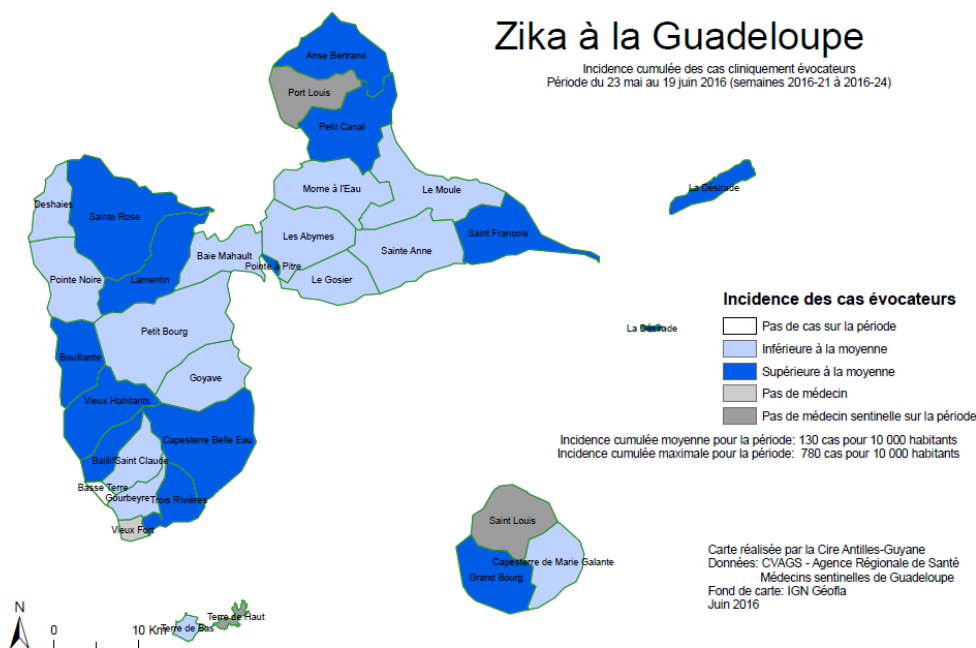 Zika à la Guadeloupe
Incidence cumulée des cas cliniquement évocateurs
Période du 23 mai au 19 juin 2016 (semaines 2016-21 à 2016-24)
Anse Bertrand
Port Louis
Petit Canal
Morne à l'Eau
Le Moule
La Désirade
Deshaies
Sainte Rose
Les Abymes
Saint Francois
Sainte Anne
Baie Mahault
Pointe à Pitre
Le Gosier
Pointe Noire
Lamentin
Petit Bourg
La Désirade
Bouillante
Goyave
Vieux Habitants
Capesterre Belle Eau
Baillif
Saint Claude
Basse Terre
Gourbeyre
Trois Rivières
Vieux Fort
Incidence des cas évocateurs
Pas de cas sur la période
Inférieure à la moyenne
Supérieure à la moyenne
Pas de médecin
Pas de médecin sentinelle sur la période
Incidence cumulée moyenne pour la période: 130 cas pour 10 000 habitants
Incidence cumulée maximale pour la période: 780 cas pour 10 000 habitants
Saint Louis
Capesterre de Marie Galante
Grand Bourg
Terre de Haut
Terre de Bas
N
0 10 Km
Carte réalisée par la Cire Antilles-Guyane
Données: CVAGS - Agence Régionale de Santé
Médecins sentinelles de Guadeloupe
Fond de carte: IGN Géofla
Juin 2016